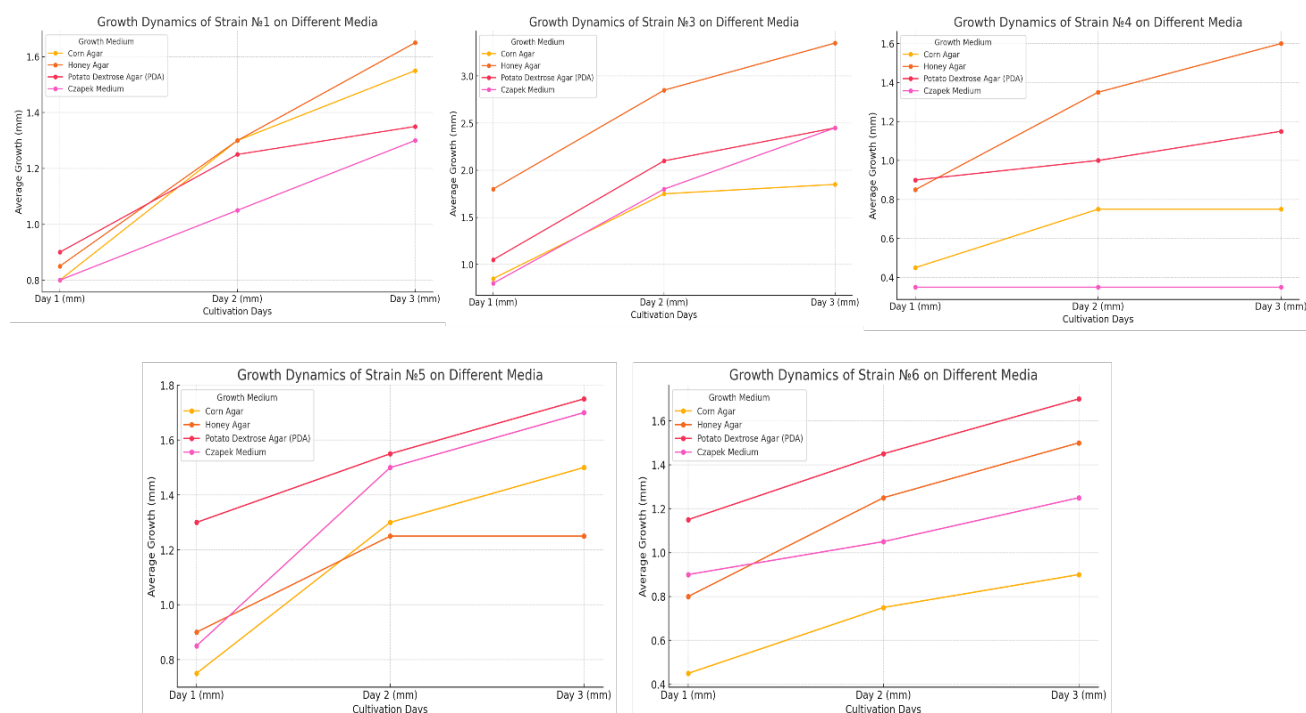 Growth Dynamics of Strain №1 on Different Media
Growth Medium
Corn Agar
Honey Agar
Potato Dextrose Agar (PDA)
Czapek Medium
Average Growth (mm)
1.6
1.4
1.2
1.0
0.8
Day 1 (mm)
Day 2 (mm)
Day 3 (mm)
Cultivation Days
Growth Dynamics of Strain №3 on Different Media
Growth Medium
Corn Agar
Honey Agar
Potato Dextrose Agar (PDA)
Czapek Medium
Average Growth (mm)
3.0
2.5
2.0
1.5
1.0
Day 1 (mm)
Day 2 (mm)
Day 3 (mm)
Cultivation Days
Growth Dynamics of Strain №4 on Different Media
Growth Medium
Corn Agar
Honey Agar
Potato Dextrose Agar (PDA)
Czapek Medium
Average Growth (mm)
1.6
1.4
1.2
1.0
0.8
0.6
0.4
Day 1 (mm)
Day 2 (mm)
Day 3 (mm)
Cultivation Days
Growth Dynamics of Strain №5 on Different Media
Growth Medium
Corn Agar
Honey Agar
Potato Dextrose Agar (PDA)
Czapek Medium
Average Growth (mm)
1.8
1.6
1.4
1.2
1.0
0.8
Day 1 (mm)
Day 2 (mm)
Day 3 (mm)
Cultivation Days
Growth Dynamics of Strain №6 on Different Media
Growth Medium
Corn Agar
Honey Agar
Potato Dextrose Agar (PDA)
Czapek Medium
Average Growth (mm)
1.6
1.4
1.2
1.0
0.8
0.6
0.4
Day 1 (mm)
Day 2 (mm)
Day 3 (mm)
Cultivation Days